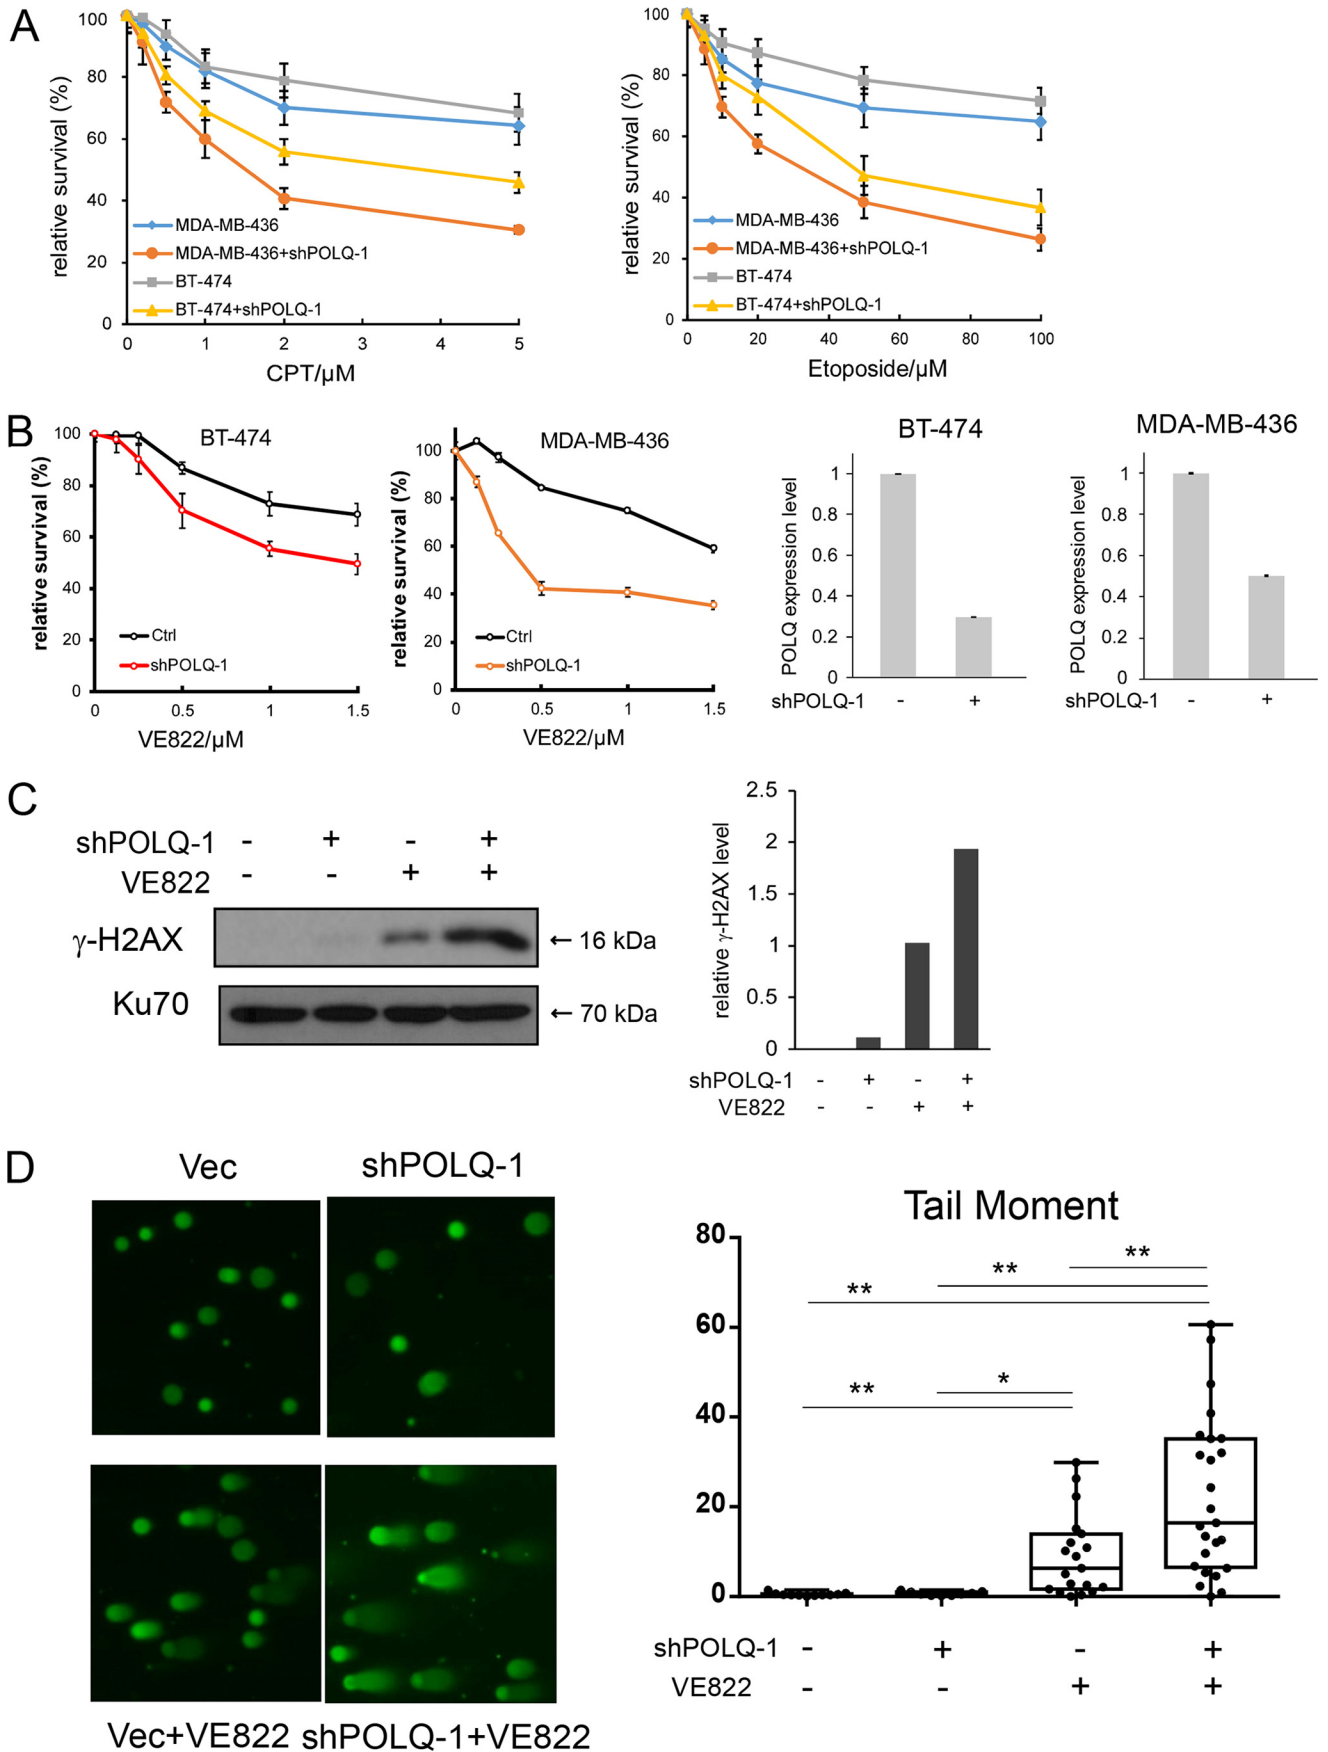 A
relative survival (%)
100
80
60
40
20
0
MDA-MB-436
MDA-MB-436+shPOLQ-1
BT-474
BT-474+shPOLQ-1
0 1 2 3 4 5
CPT/μM
relative survival (%)
100
80
60
40
20
0
MDA-MB-436
MDA-MB-436+shPOLQ-1
BT-474
BT-474+shPOLQ-1
0 20 40 60 80 100
Etoposide/μM
B
BT-474
relative survival (%)
100
80
60
40
20
0
Ctrl
shPOLQ-1
0 0.5 1 1.5
VE822/μM
MDA-MB-436
relative survival (%)
100
80
60
40
20
0
Ctrl
shPOLQ-1
0 0.5 1 1.5
VE822/μM
BT-474
POLQ expression level
1
0.8
0.6
0.4
0.2
0
shPOLQ-1 - +
MDA-MB-436
POLQ expression level
1
0.8
0.6
0.4
0.2
0
shPOLQ-1 - +
C
shPOLQ-1 - + - +
VE822 - - + +
γ-H2AX ← 16 kDa
Ku70 ← 70 kDa
relative γ-H2AX level
2.5
2
1.5
1
0.5
0
shPOLQ-1 - + - +
VE822 - - + +
D
Vec shPOLQ-1
Vec+VE822 shPOLQ-1+VE822
Tail Moment
80
60
40
20
0
**
**
**
**
*
shPOLQ-1 - + - +
VE822 - - + +